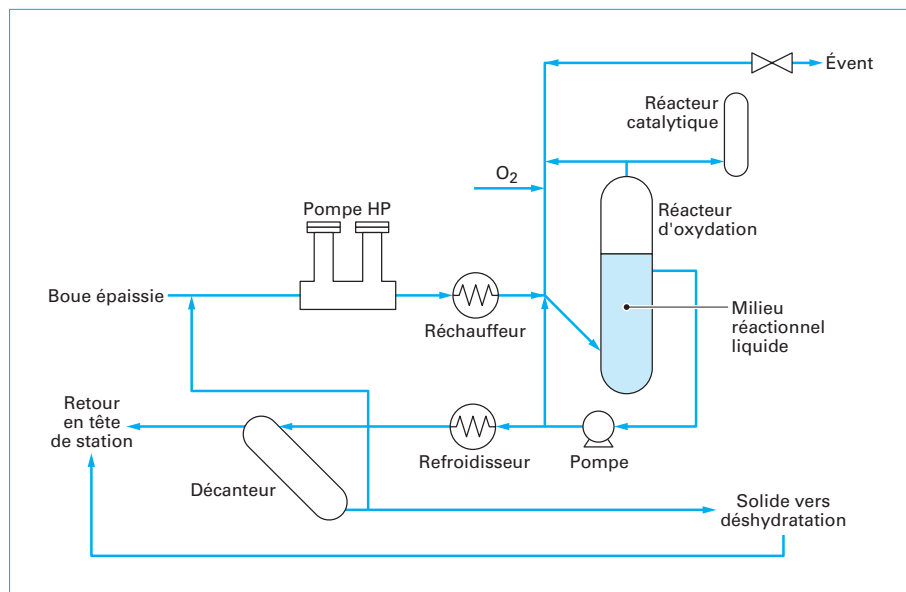 Évent
Réacteur
catalytique
O2
Pompe HP
Réacteur
d'oxydation
Boue épaissie
Réchauffeur
Milieu
réactionnel
liquide
Retour
en tête
de station
Refroidisseur
Pompe
Décanteur
Solide vers
déshydratation